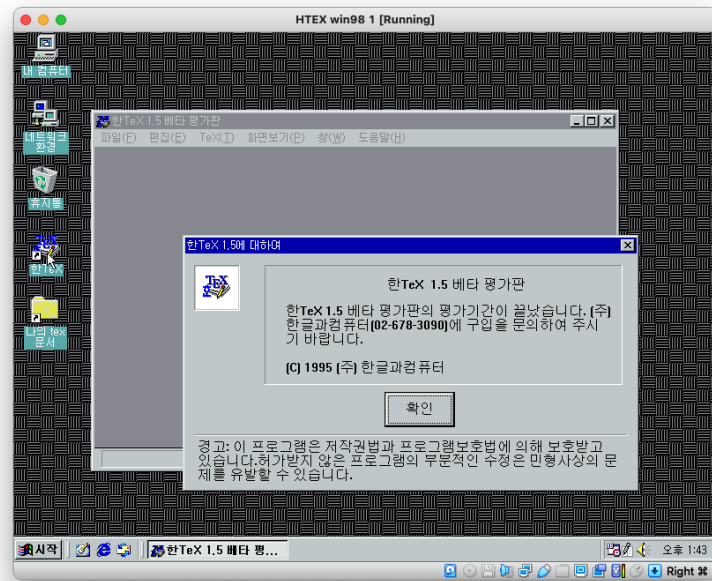 HTEX win98 1 [Running]
내 컴퓨터
네트워크
환경
휴지통
한TeX
나의 tex
문서
한TeX 1.5 베타 평가판
파일(F) 편집(E) TeX(T) 화면보기(P) 창(W) 도움말(H)
한TeX 1.5에 대하여
한TeX 1.5 베타 평가판
한TeX 1.5 베타 평가판의 평가기간이 끝났습니다. (주)
한글과컴퓨터(02-678-3090)에 구입을 문의하여 주시
기 바랍니다.
(C) 1995 (주) 한글과컴퓨터
확인
경고: 이 프로그램은 저작권법과 프로그램보호법에 의해 보호받고
있습니다.허가받지 않은 프로그램의 부분적인 수정은 민형사상의 문
제를 유발할 수 있습니다.
시작
한TeX 1.5 베타 평...
오후 1:43
Right ⌘